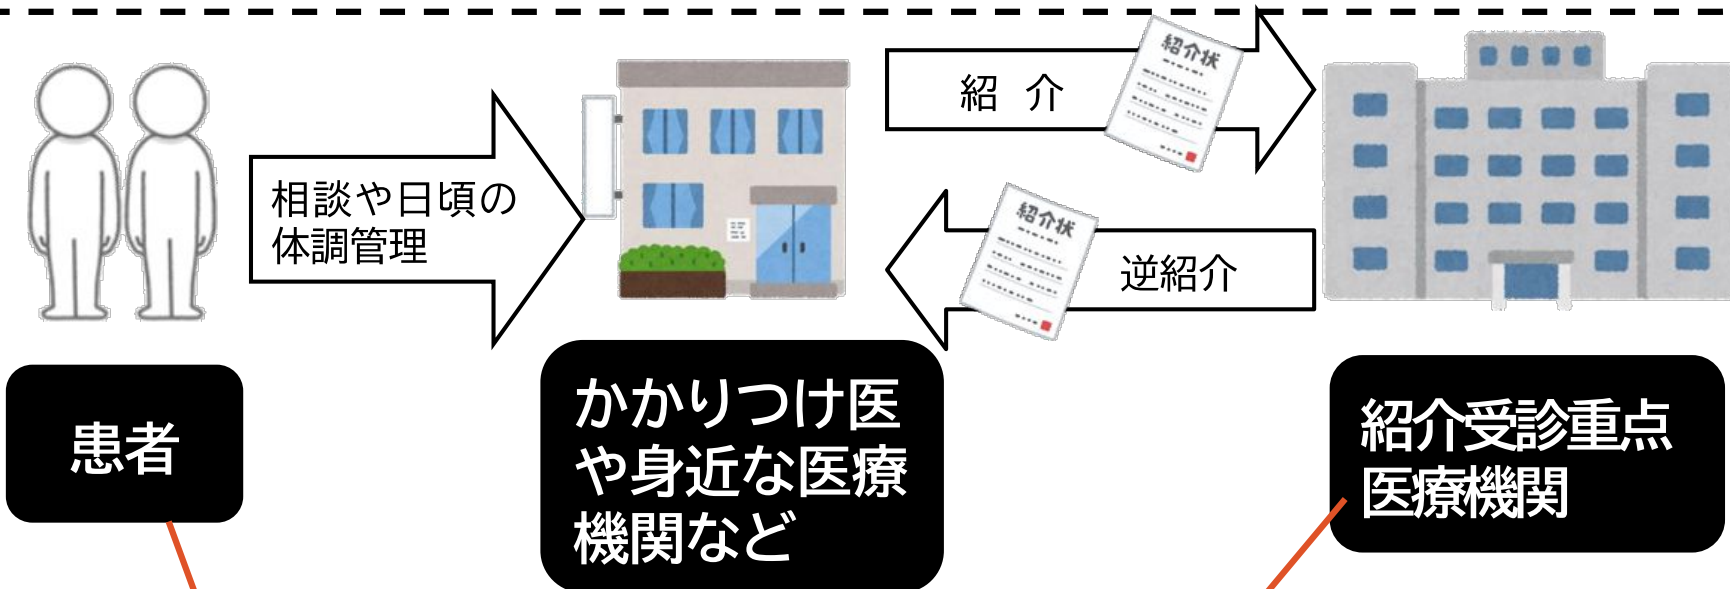 紹介状
紹 介
相談や日頃の
体調管理
紹介状
逆紹介
患者
かかりつけ医
や身近な医療
機関など
紹介受診重点
医療機関